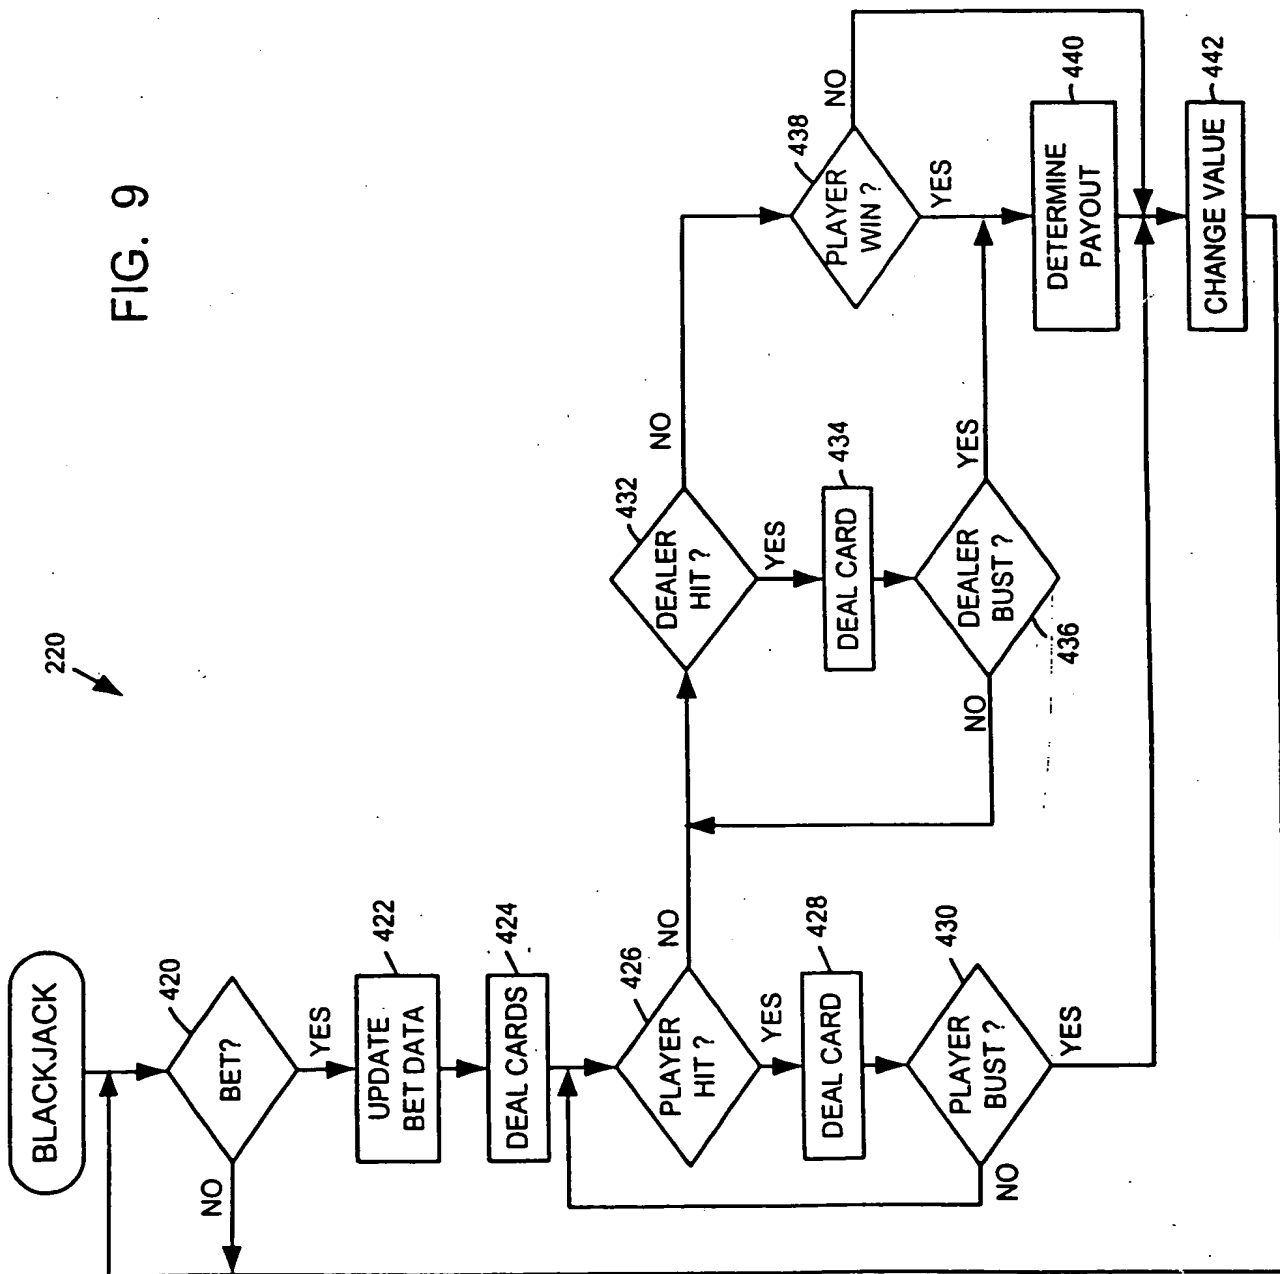 FIG. 9
220
BLACKJACK
420
BET?
NO
YES
422
UPDATE
BET DATA
424
DEAL CARDS
426
PLAYER
HIT ?
NO
YES
428
DEAL CARD
430
PLAYER
BUST ?
NO
YES
432
DEALER
HIT ?
NO
YES
434
DEAL CARD
436
DEALER
BUST ?
NO
YES
438
PLAYER
WIN ?
NO
YES
440
DETERMINE
PAYOUT
442
CHANGE VALUE